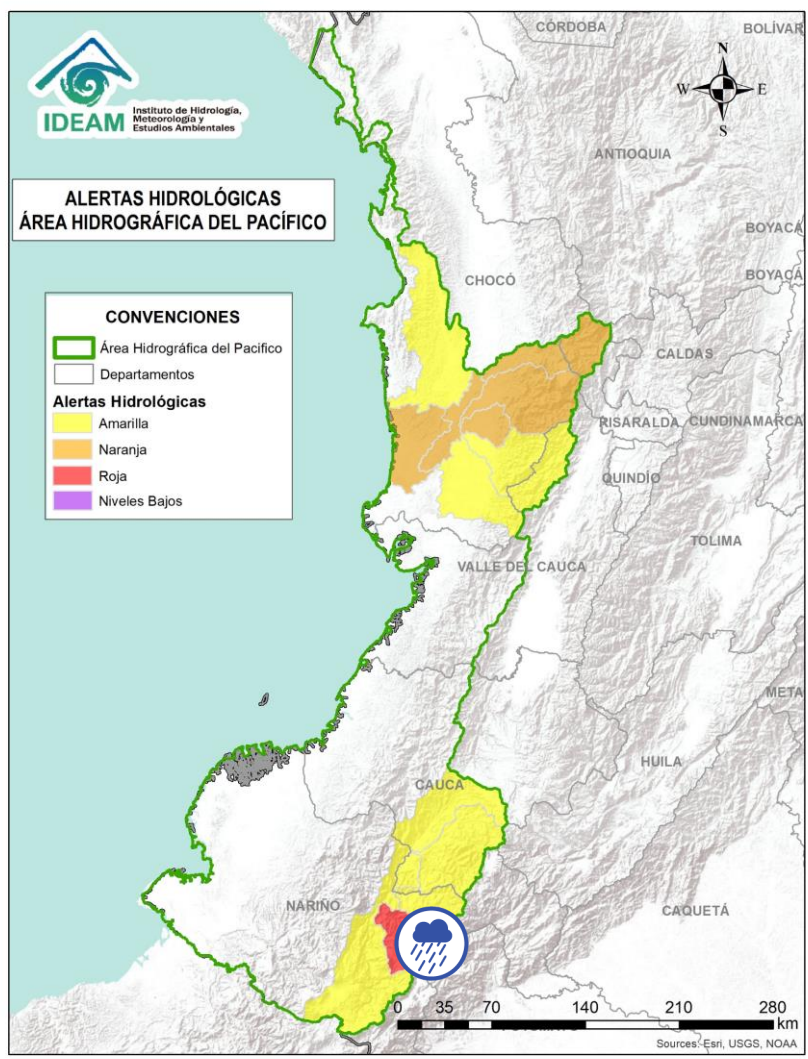 CÓRDOBA
BOLÍVAR
IDEAM
Instituto de Hidrología,
Meteorología y
Estudios Ambientales
N
W E
S
ANTIOQUIA
ALERTAS HIDROLÓGICAS
ÁREA HIDROGRÁFICA DEL PACÍFICO
BOYACÁ
BOYACÁ
CHOCÓ
CONVENCIONES
Área Hidrográfica del Pacifico
Departamentos
Alertas Hidrológicas
Amarilla
Naranja
Roja
Niveles Bajos
CALDAS
RISARALDA
CUNDINAMARCA
QUINDÍO
TOLIMA
VALLE DEL CAUCA
META
HUILA
CAUCA
NARIÑO
CAQUETÁ
0 35 70 140 210 280
km
Sources: Esri, USGS, NOAA